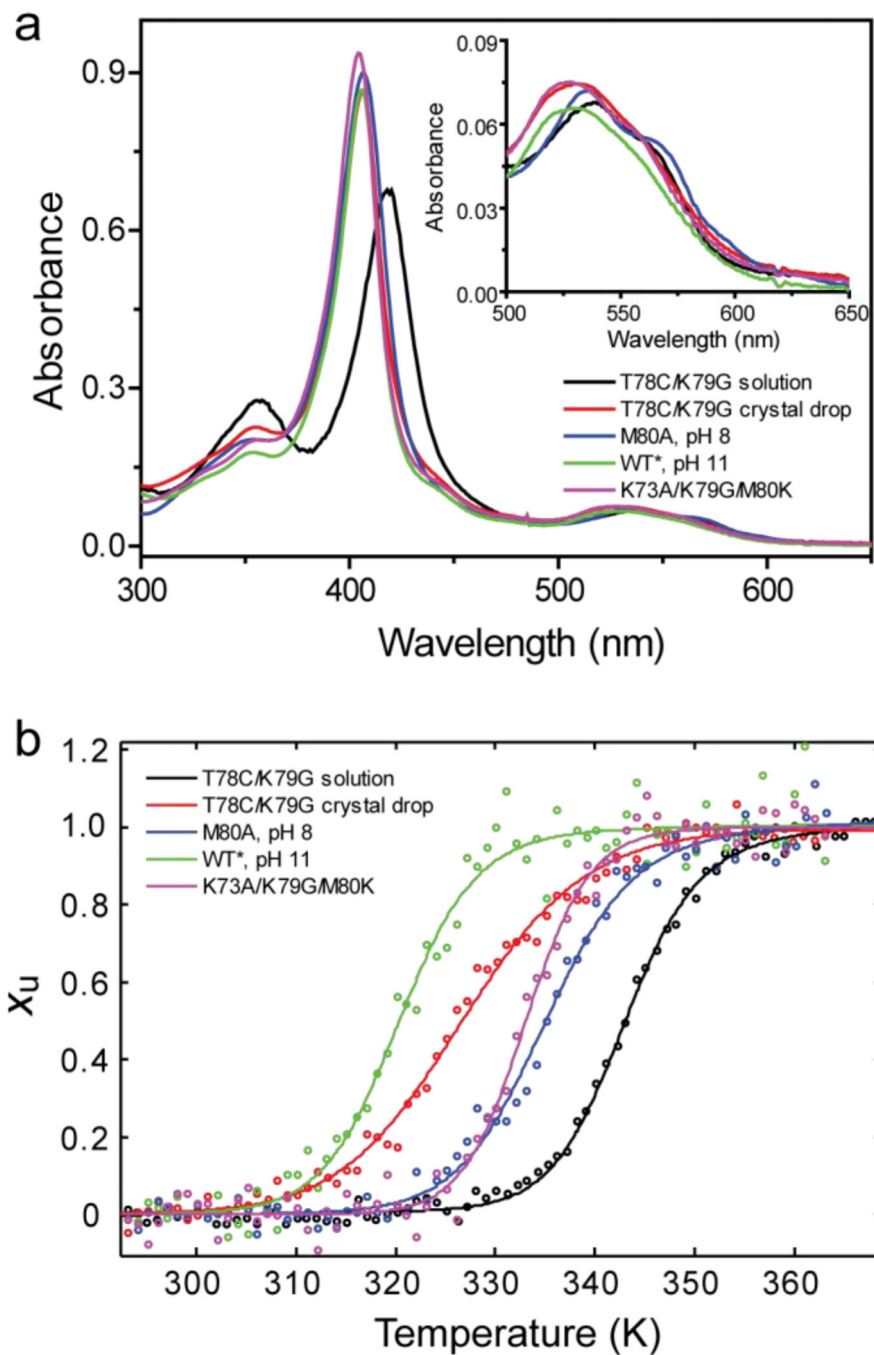 a
0.9
0.6
0.3
0.0
Absorbance
300
400
500
600
Wavelength (nm)
0.09
0.06
0.03
0.00
Absorbance
500
550
600
650
Wavelength (nm)
T78C/K79G solution
T78C/K79G crystal drop
M80A, pH 8
WT*, pH 11
K73A/K79G/M80K
b
1.2
1.0
0.8
0.6
0.4
0.2
0
xu
T78C/K79G solution
T78C/K79G crystal drop
M80A, pH 8
WT*, pH 11
K73A/K79G/M80K
300
310
320
330
340
350
360
Temperature (K)